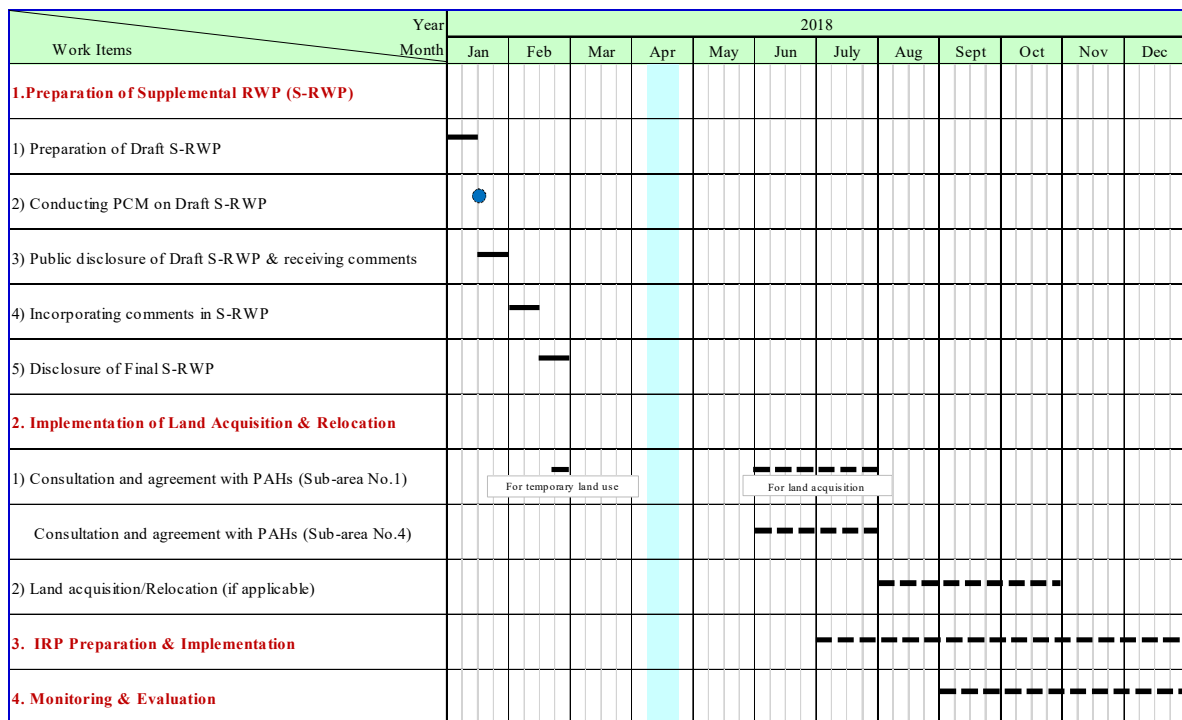 Year
2018
Work Items
Month
Jan Feb Mar Apr May Jun July Aug Sept Oct Nov Dec
1.Preparation of Supplemental RWP (S-RWP)
1) Preparation of Draft S-RWP
2) Conducting PCM on Draft S-RWP
3) Public disclosure of Draft S-RWP & receiving comments
4) Incorporating comments in S-RWP
5) Disclosure of Final S-RWP
2. Implementation of Land Acquisition & Relocation
1) Consultation and agreement with PAHs (Sub-area No.1)
For temporary land use
For land acquisition
Consultation and agreement with PAHs (Sub-area No.4)
2) Land acquisition/Relocation (if applicable)
3. IRP Preparation & Implementation
4. Monitoring & Evaluation